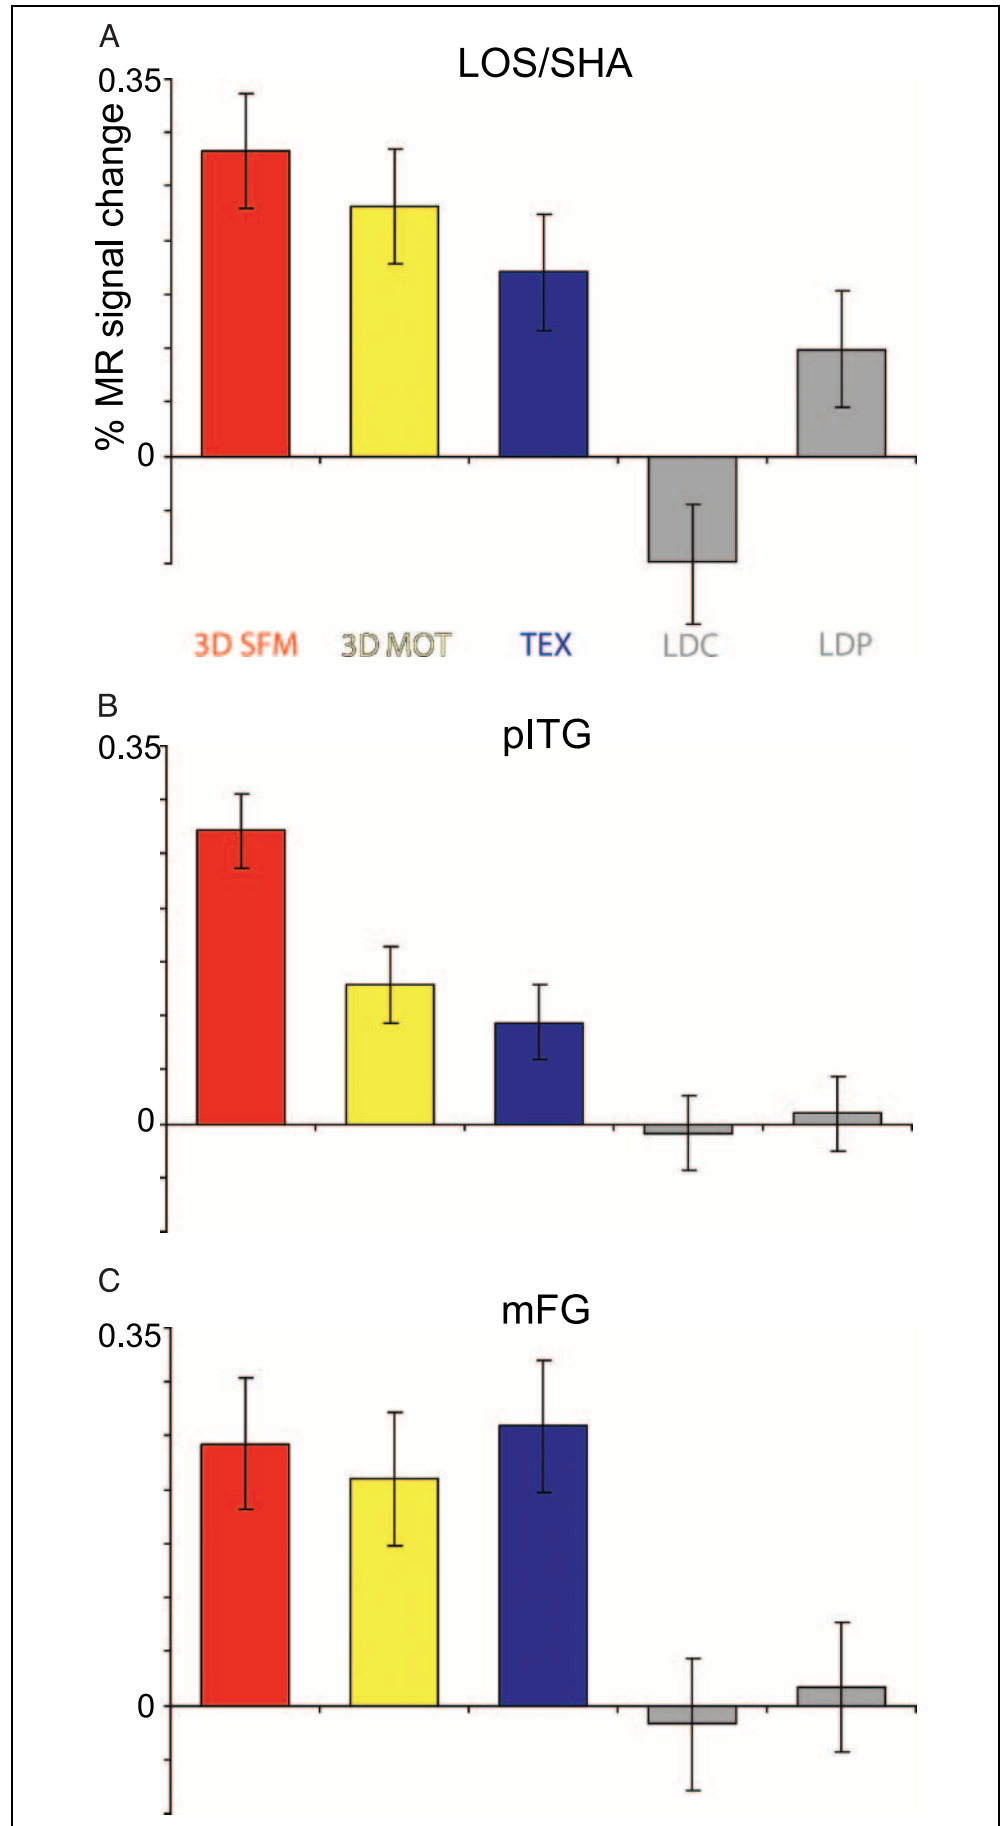 A
LOS/SHA
0.35
% MR signal change
0
3D SFM 3D MOT TEX LDC LDP
B
pITG
0.35
0
C
mFG
0.35
0